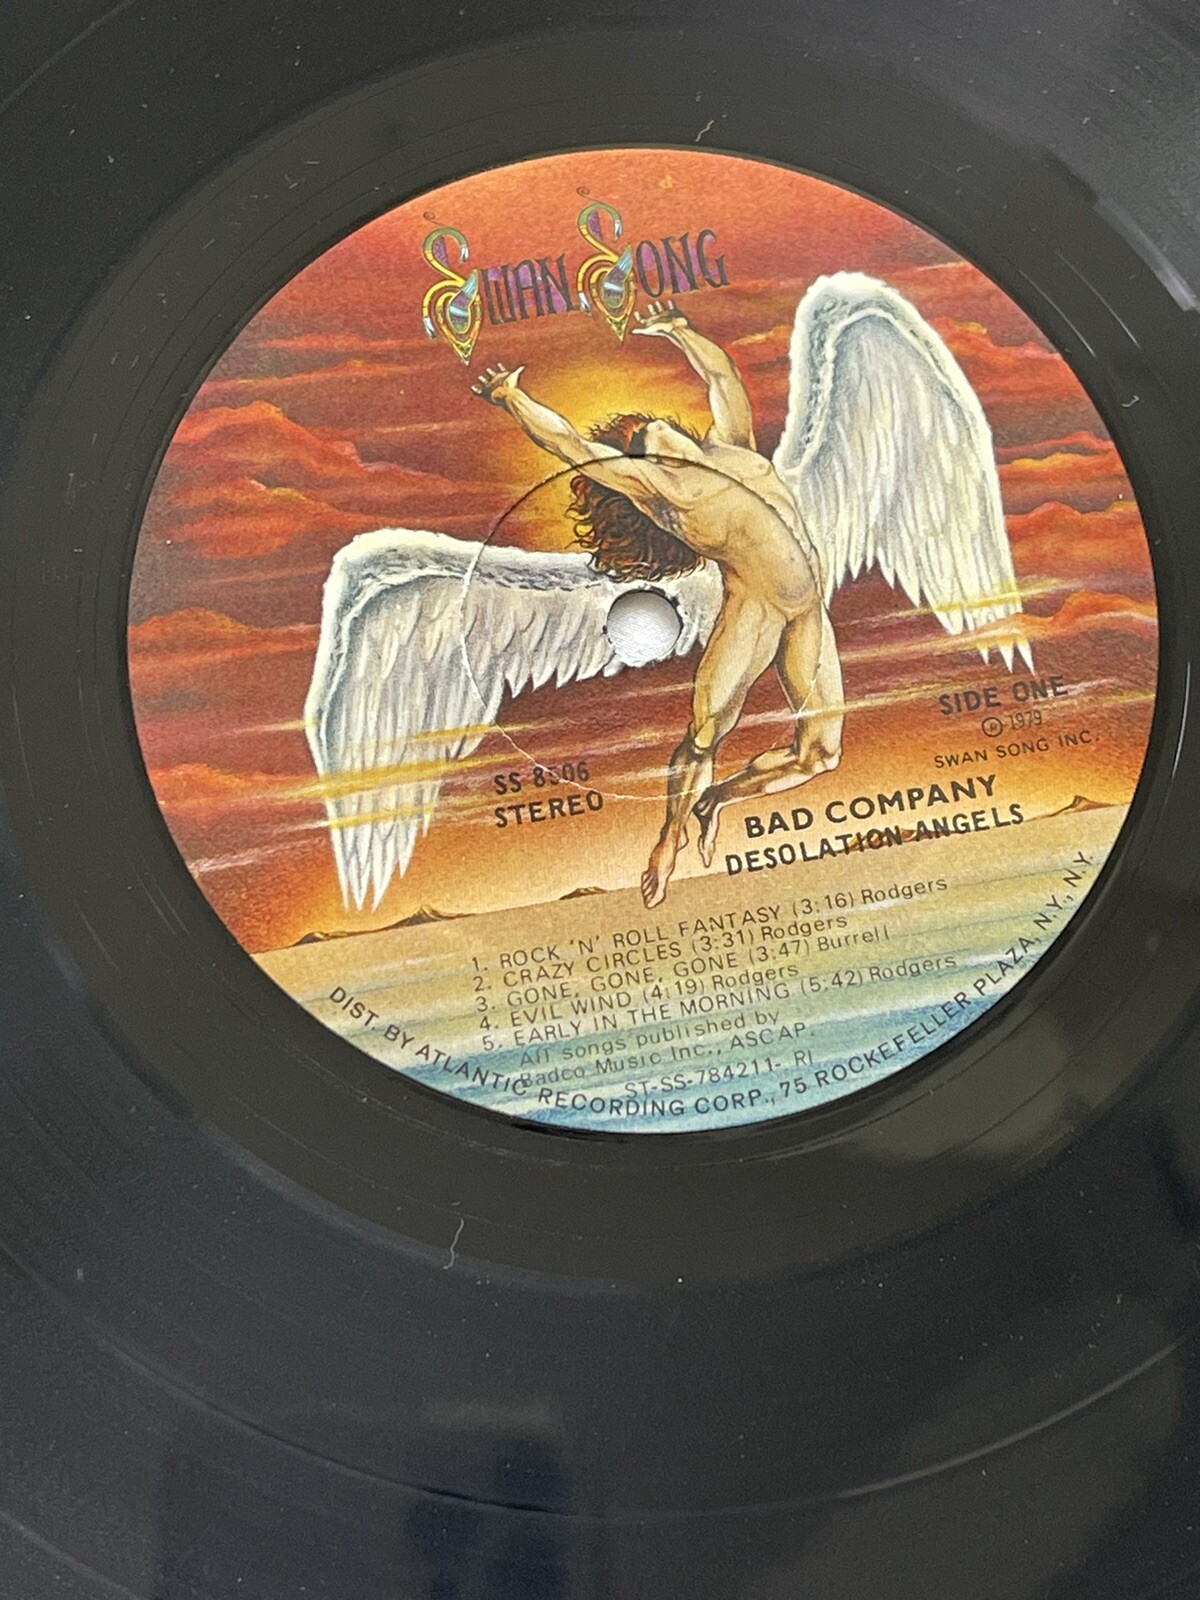 SWAN SONG
SIDE ONE
Ⓟ 1979
SWAN SONG INC.
SS 8506
STEREO
BAD COMPANY
DESOLATION ANGELS
1. ROCK 'N' ROLL FANTASY (3:16) Rodgers
2. CRAZY CIRCLES (3:31) Rodgers
3. GONE, GONE, GONE (3:47) Burrell
4. EVIL WIND (4:19) Rodgers
5. EARLY IN THE MORNING (5:42) Rodgers
All songs published by
Badco Music Inc., ASCAP.
ST-SS-784211- RI
DIST. BY ATLANTIC RECORDING CORP., 75 ROCKEFELLER PLAZA, N.Y., N.Y.